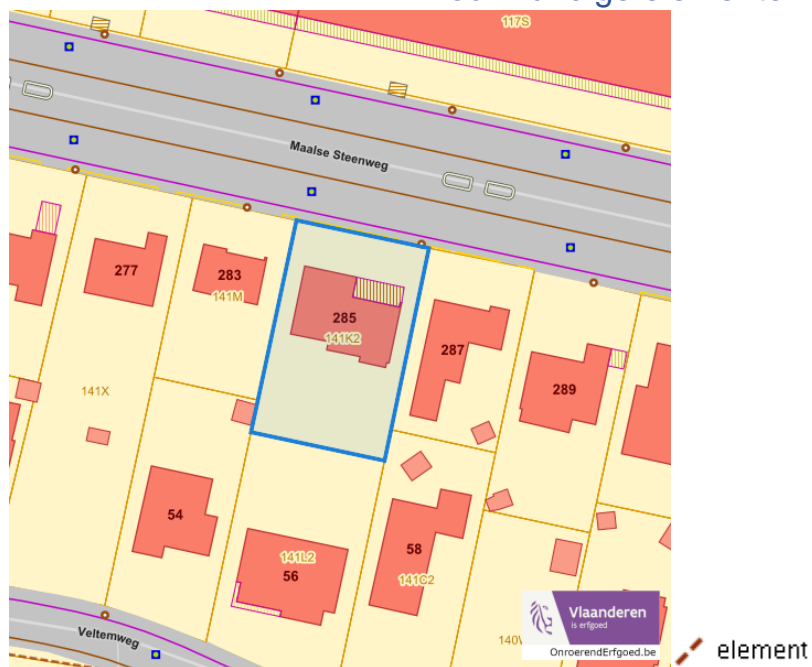 117S
Maalse Steenweg
277
283
141M
285
141K2
287
289
141X
54
141L2
56
58
141C2
Veltemweg
Vlaanderen
is erfgoed
OnroerendErfgoed.be
element